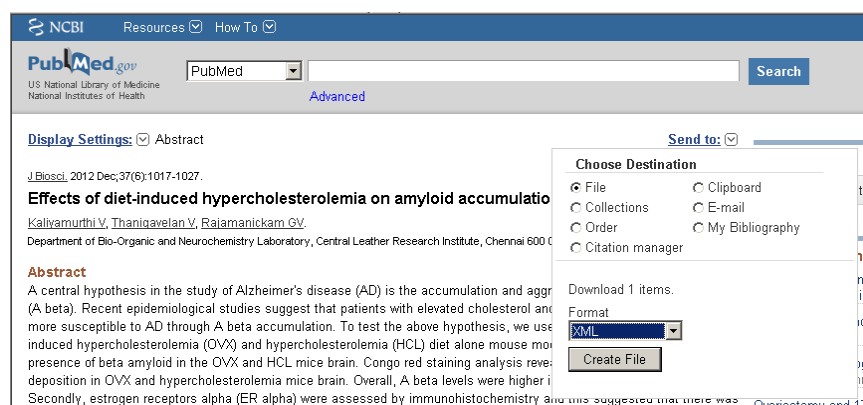 NCBI Resources How To
PubMed.gov
US National Library of Medicine
National Institutes of Health
PubMed
Search
Advanced
Display Settings: Abstract
Send to:
J Biosci. 2012 Dec;37(6):1017-1027.
Effects of diet-induced hypercholesterolemia on amyloid accumulatio
Kaliyamurthi V, Thanigavelan V, Rajamanickam GV.
Department of Bio-Organic and Neurochemistry Laboratory, Central Leather Research Institute, Chennai 600 0
Abstract
A central hypothesis in the study of Alzheimer's disease (AD) is the accumulation and aggr
(A beta). Recent epidemiological studies suggest that patients with elevated cholesterol and
more susceptible to AD through A beta accumulation. To test the above hypothesis, we use
induced hypercholesterolemia (OVX) and hypercholesterolemia (HCL) diet alone mouse mo
presence of beta amyloid in the OVX and HCL mice brain. Congo red staining analysis revea
deposition in OVX and hypercholesterolemia mice brain. Overall, A beta levels were higher i
Secondly, estrogen receptors alpha (ER alpha) were assessed by immunohistochemistry and this suggested that there was
Choose Destination
File Clipboard
Collections E-mail
Order My Bibliography
Citation manager
Download 1 items.
Format
XML
Create File